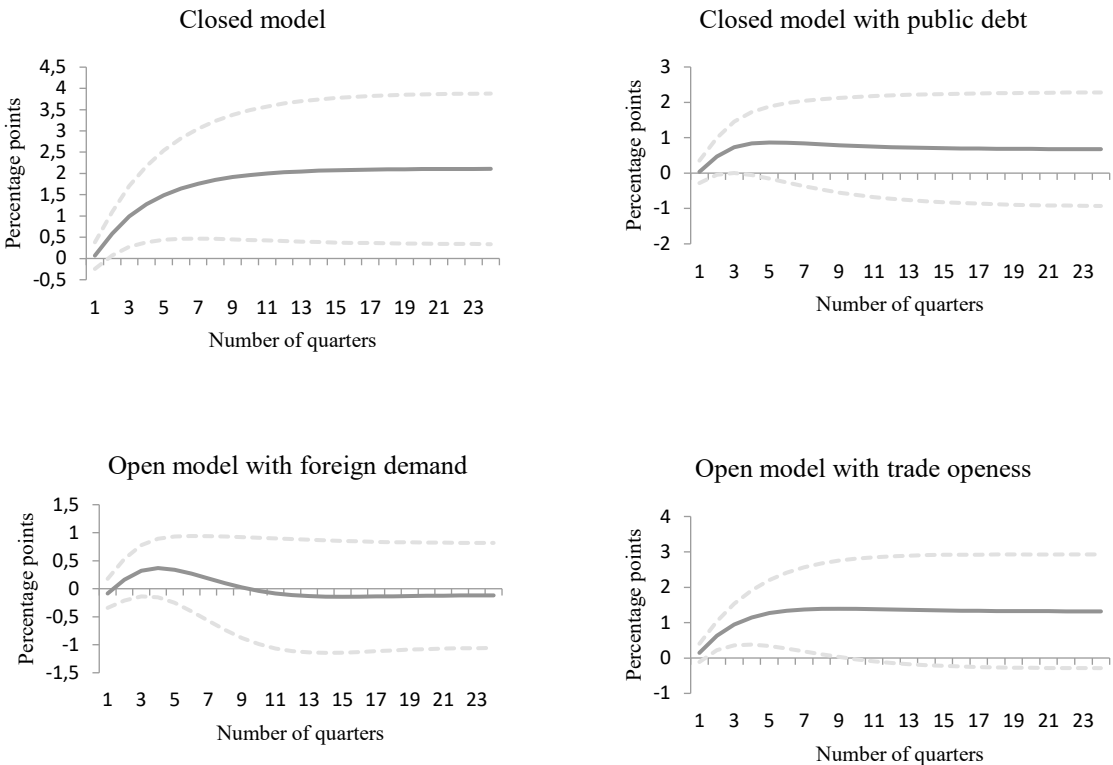 Closed model
Percentage points
4,5
4
3,5
3
2,5
2
1,5
1
0,5
0
-0,5
1 3 5 7 9 11 13 15 17 19 21 23
Number of quarters
Closed model with public debt
Percentage points
3
2
1
0
-1
-2
1 3 5 7 9 11 13 15 17 19 21 23
Number of quarters
Open model with foreign demand
Percentage points
1,5
1
0,5
0
-0,5
-1
-1,5
1 3 5 7 9 11 13 15 17 19 21 23
Number of quarters
Open model with trade openess
Percentage points
4
3
2
1
0
-1
1 3 5 7 9 11 13 15 17 19 21 23
Number of quarters